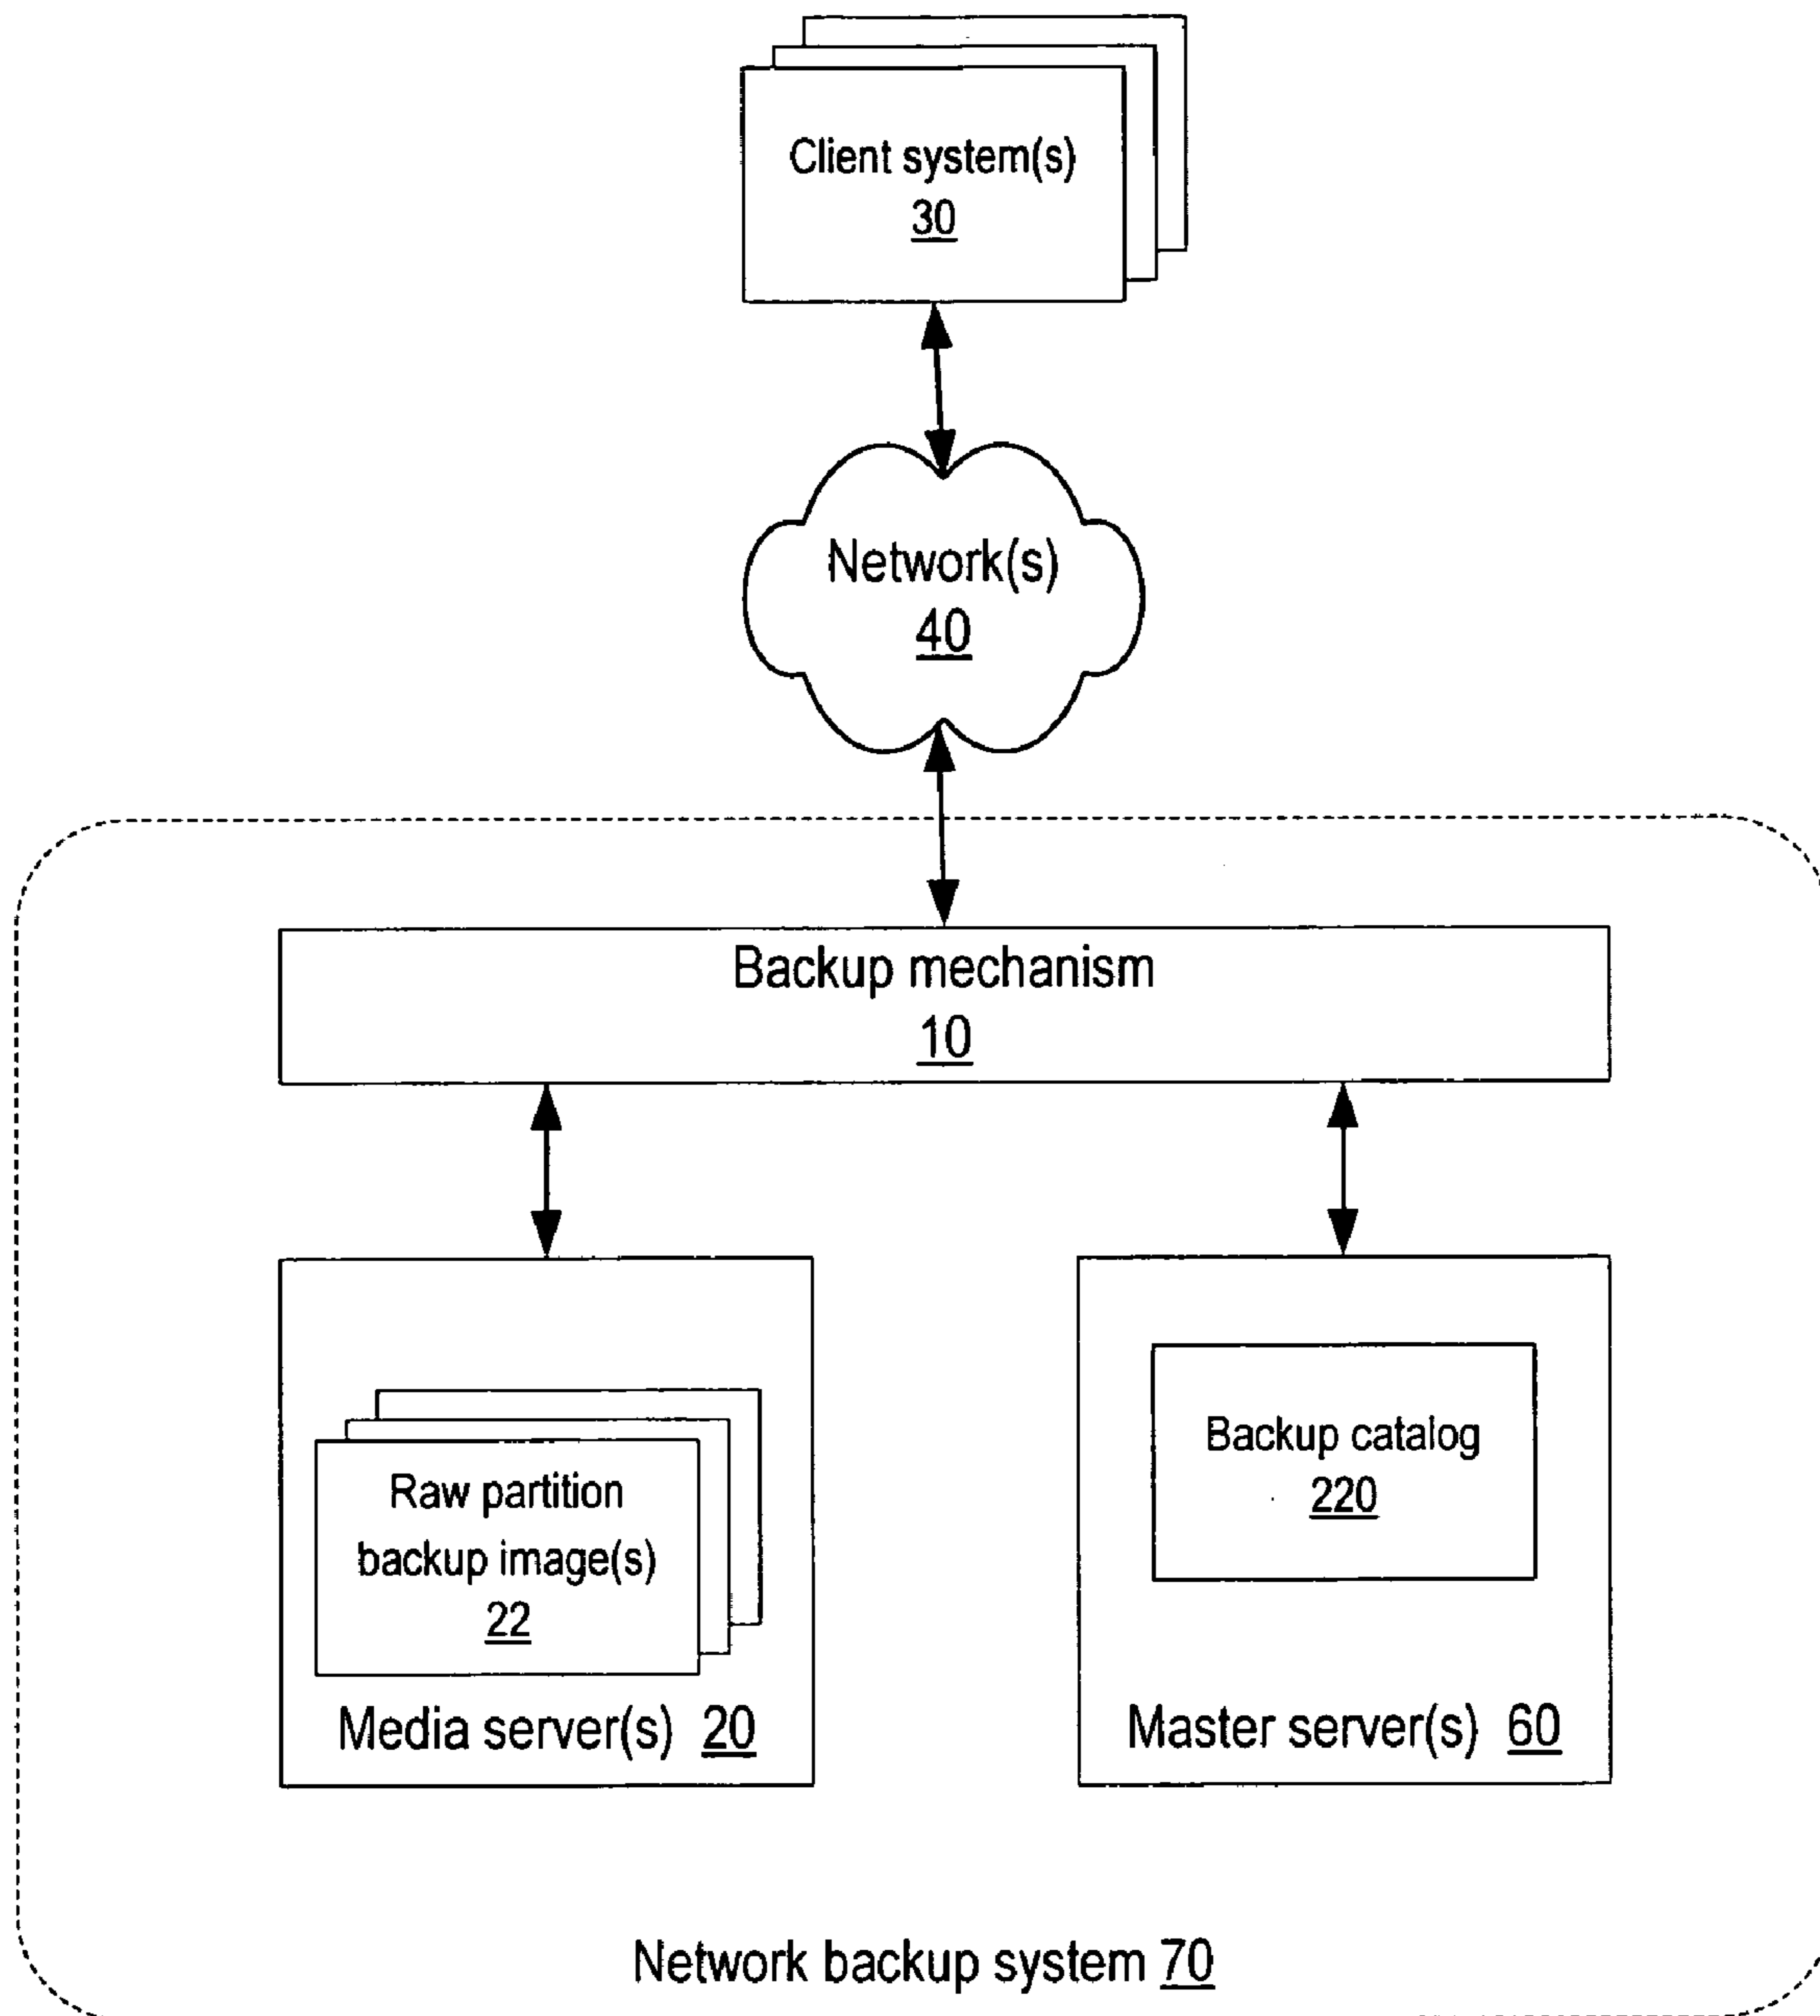 Client system(s)
30
Network(s)
40
Backup mechanism
10
Raw partition
backup image(s)
22
Media server(s) 20
Backup catalog
220
Master server(s) 60
Network backup system 70